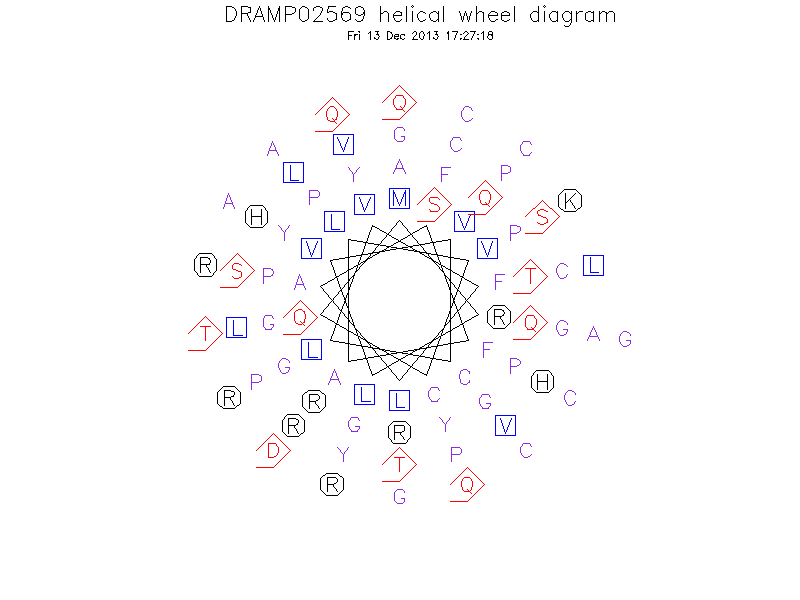 DRAMP02569 helical wheel diagram
Fri 13 Dec 2013 17:27:18
Q
Q C
G
V C
A C
A
L Y F P
P V M S Q K
A
H L V S
Y P
V V
R L
S P T C
A F
Q R
G Q G
T L A
G
L F
G P
A C
P H
L C
R C
R L G
R G Y V
R
D C
Y P
T
R Q
G